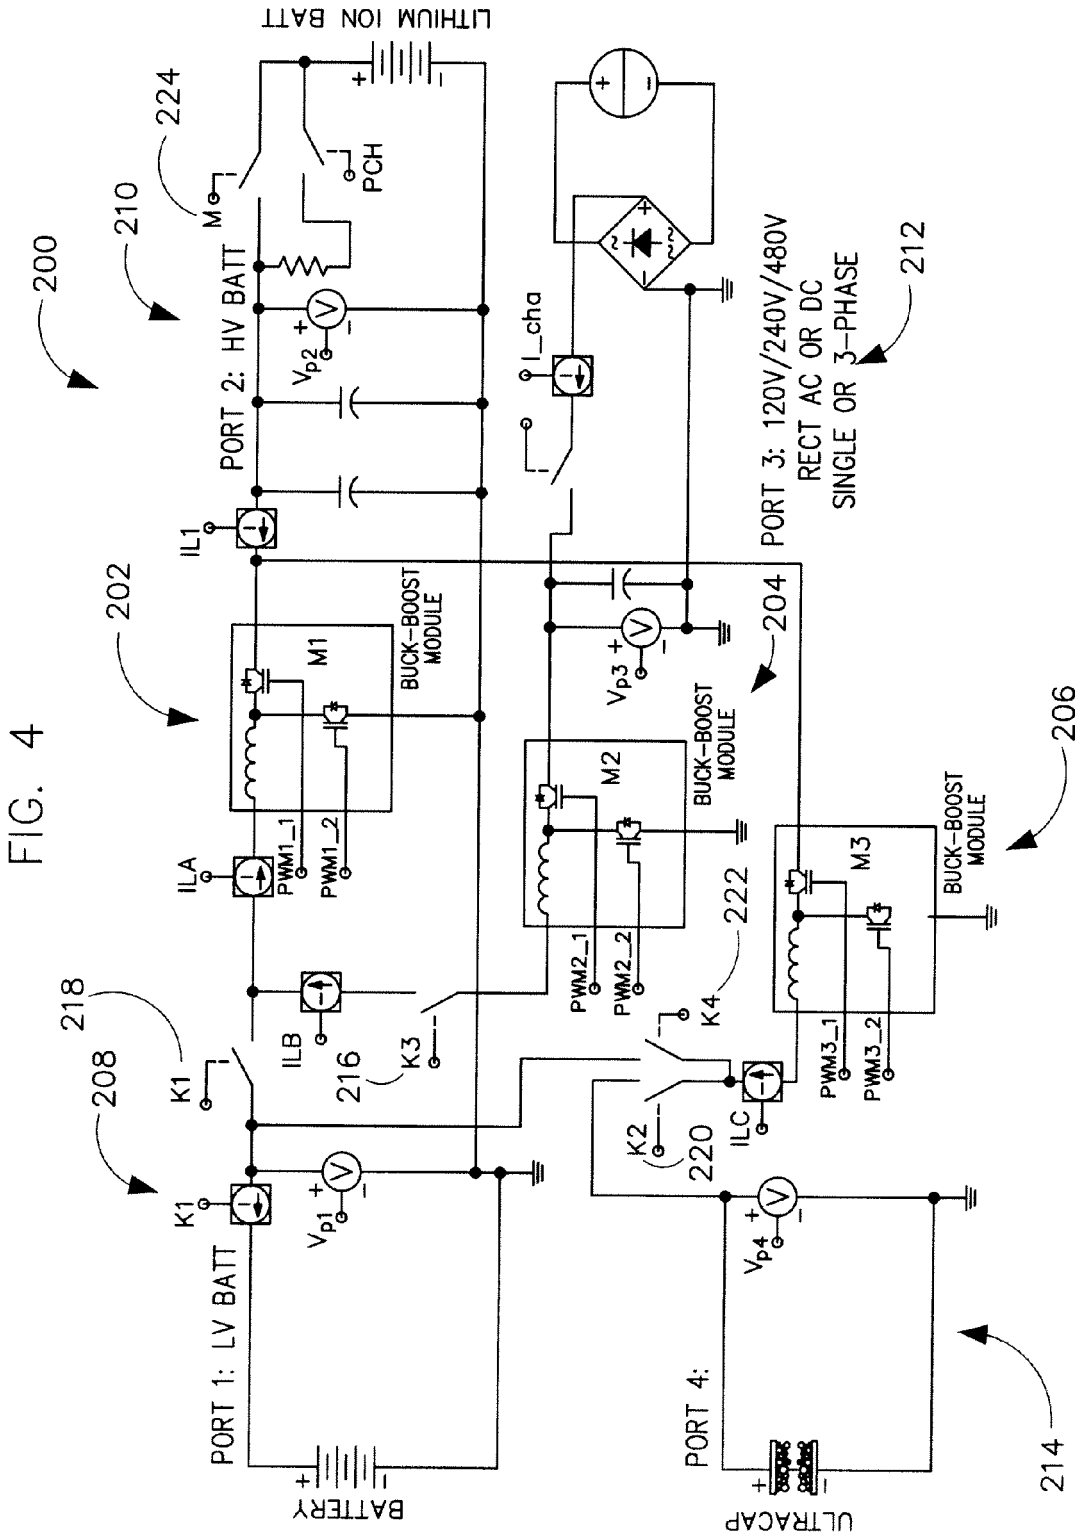 FIG. 4
200
210
224
202
218
208
K1
K1
PORT 1: LV BATT
BATTERY
+
−
Vp1
+
−
ILA
PWM1_1
PWM1_2
M1
BUCK-BOOST
MODULE
IL1
PORT 2: HV BATT
Vp2
+
−
M
PCH
LITHIUM ION BATT
+
−
ILB
216
K3
PWM2_1
PWM2_2
M2
BUCK-BOOST
MODULE
204
Vp3
+
−
I_cha
PORT 3: 120V/240V/480V
RECT AC OR DC
SINGLE OR 3-PHASE
212
+
−
+
−
K4
222
K2
220
ILC
PWM3_1
PWM3_2
M3
BUCK-BOOST
MODULE
206
PORT 4:
Vp4
+
−
ULTRACAP
+
−
214